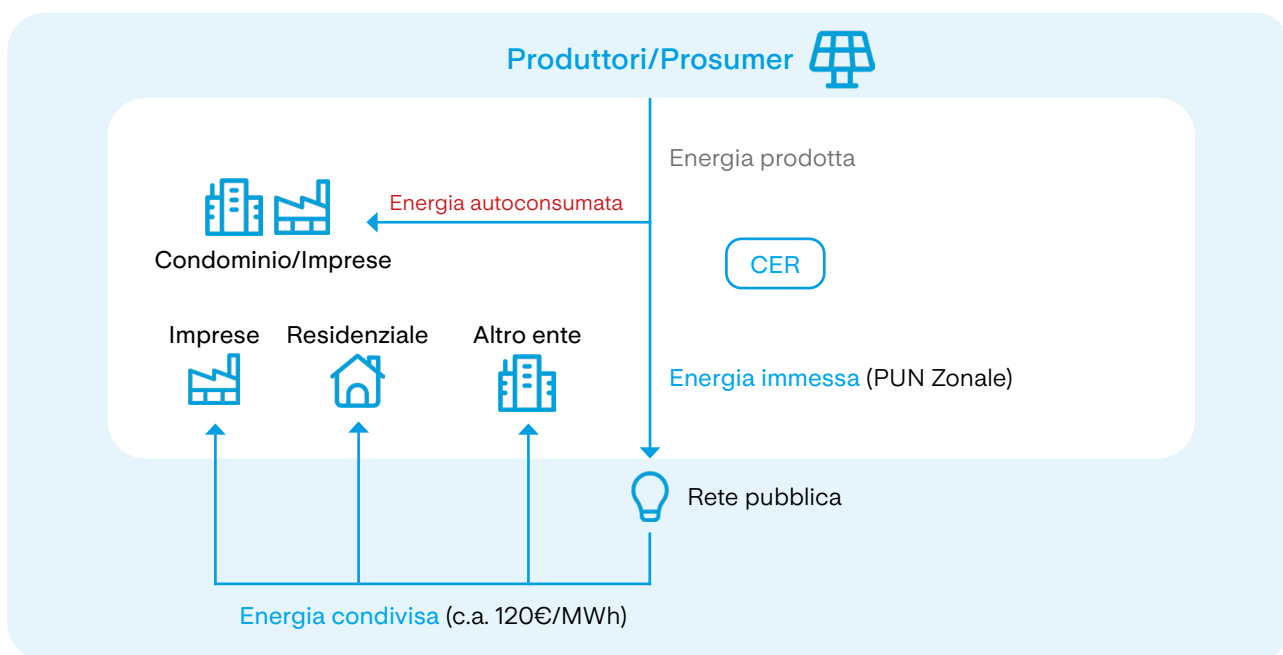 Produttori/Prosumer
Energia prodotta
Energia autoconsumata
Condominio/Imprese
CER
Imprese
Residenziale
Altro ente
Energia immessa (PUN Zonale)
Rete pubblica
Energia condivisa (c.a. 120€/MWh)